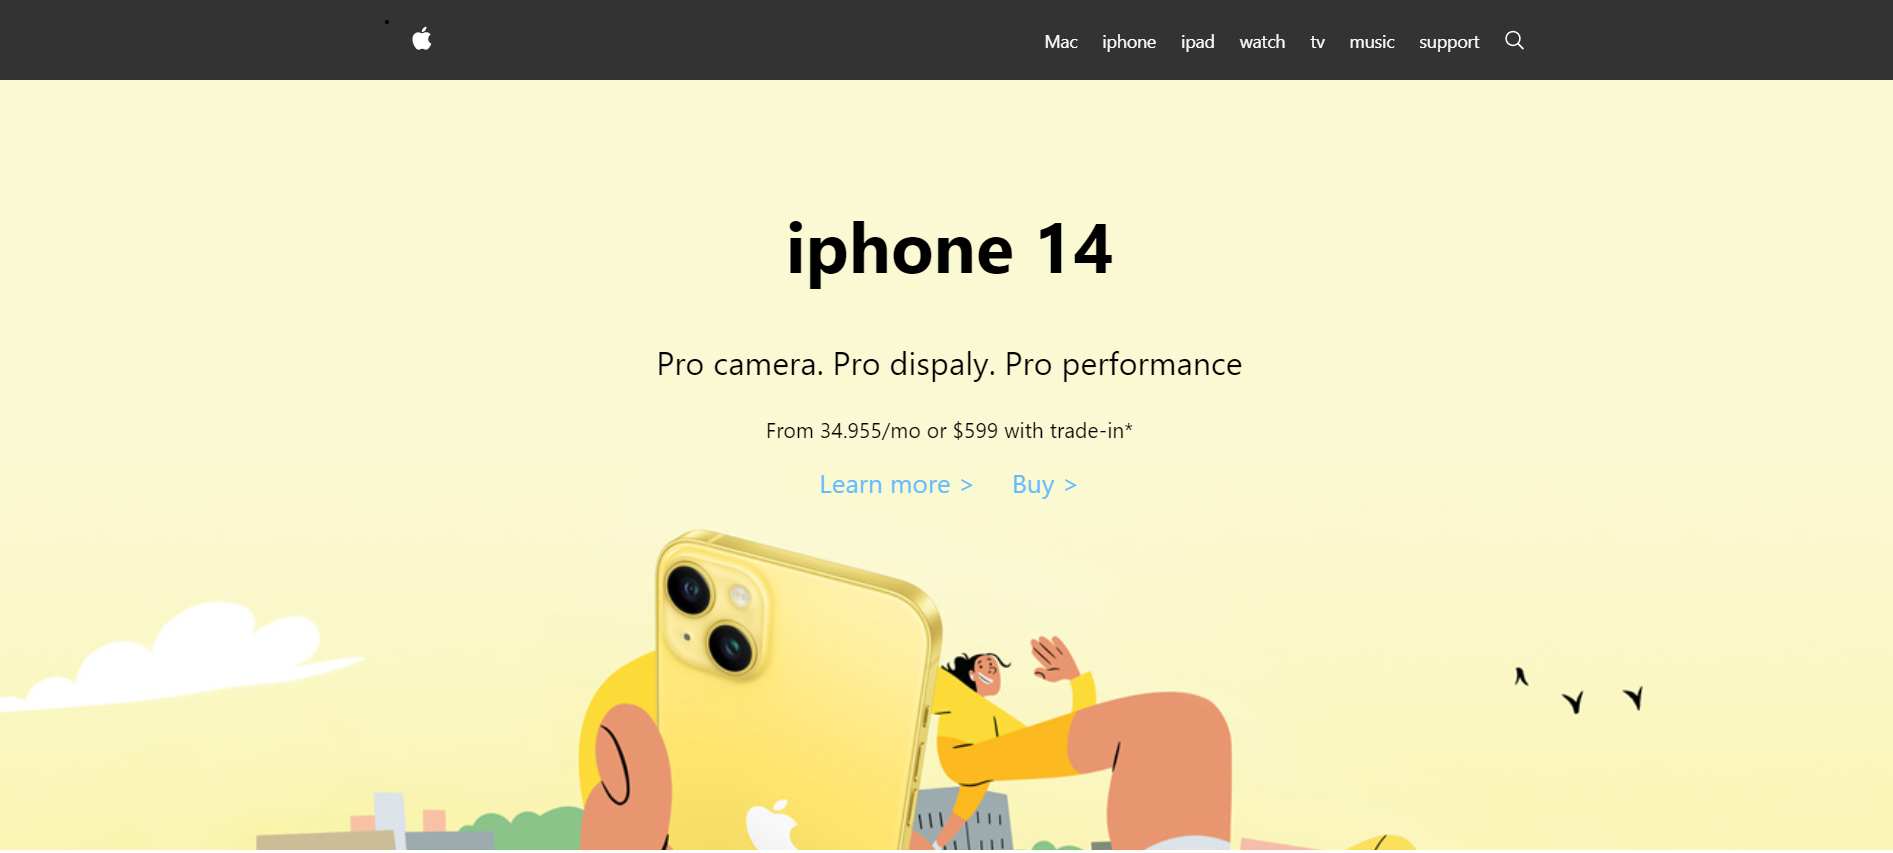 Mac iphone ipad watch tv music support
iphone 14
Pro camera. Pro dispaly. Pro performance
From 34.955/mo or $599 with trade-in*
Learn more > Buy >